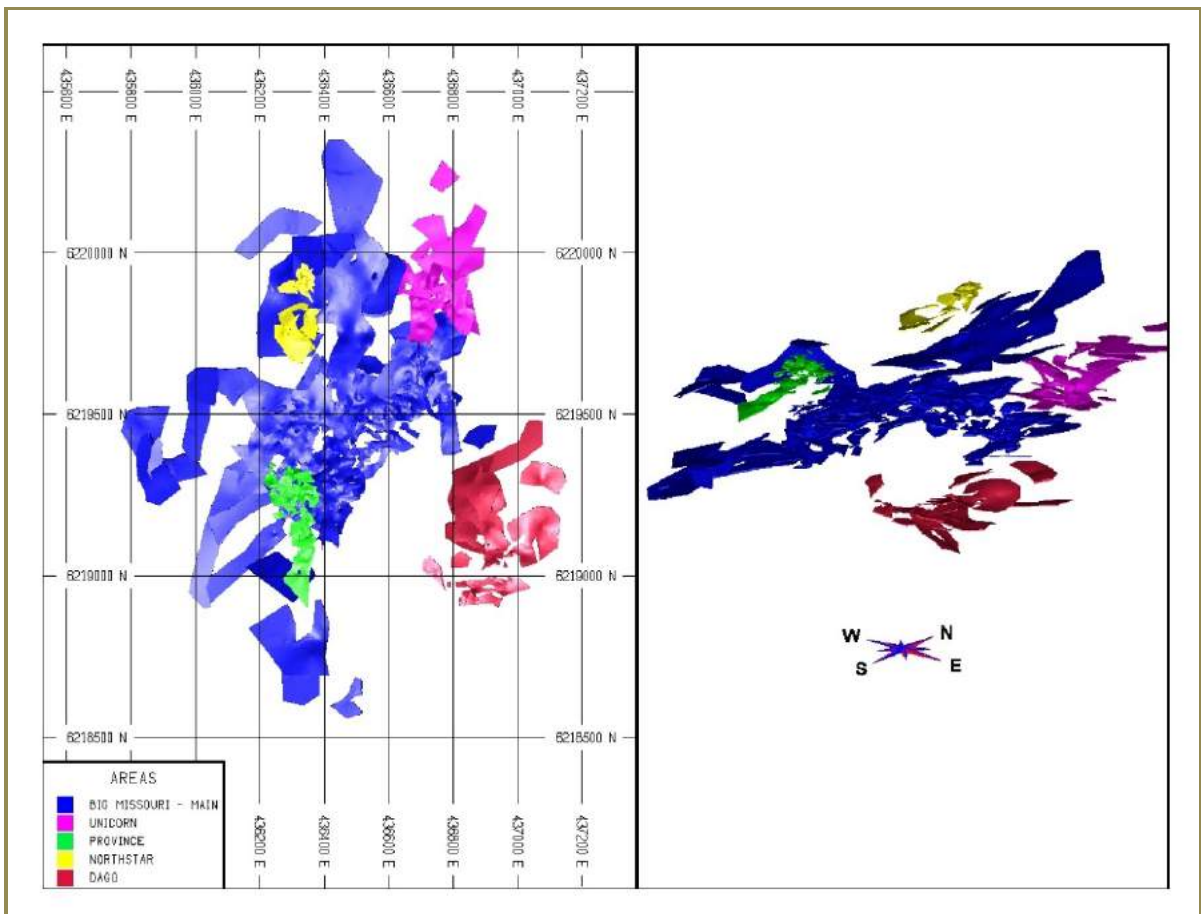 435600 E
435800 E
436000 E
436200 E
436400 E
436600 E
436800 E
437000 E
437200 E
6220000 N
6220000 N
6219500 N
6219500 N
6219000 N
6219000 N
6218500 N
6218500 N
436200 E
436400 E
436600 E
436800 E
437000 E
437200 E
AREAS
BIG MISSOURI - MAIN
UNICORN
PROVINCE
NORTHSTAR
DAGO
W N
S E